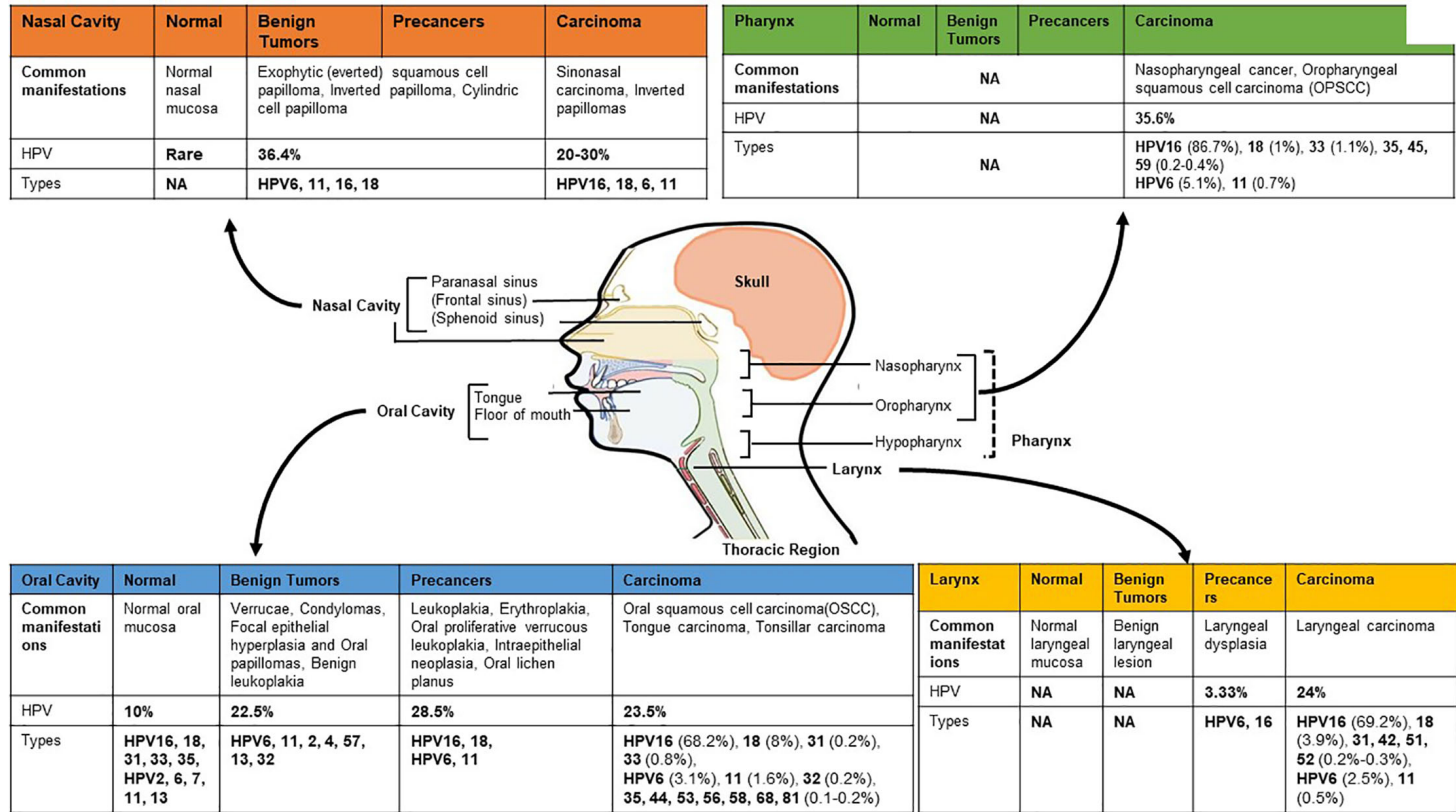 Nasal Cavity
Normal
Benign
Tumors
Precancers
Carcinoma
Common
manifestations
Normal
nasal
mucosa
Exophytic (everted) squamous cell
papilloma, Inverted papilloma, Cylindric
cell papilloma
Sinonasal
carcinoma, Inverted
papillomas
HPV
Rare
36.4%
20-30%
Types
NA
HPV6, 11, 16, 18
HPV16, 18, 6, 11
Pharynx
Normal
Benign
Tumors
Precancers
Carcinoma
Common
manifestations
NA
Nasopharyngeal cancer, Oropharyngeal
squamous cell carcinoma (OPSCC)
HPV
NA
35.6%
Types
NA
HPV16 (86.7%), 18 (1%), 33 (1.1%), 35, 45,
59 (0.2-0.4%)
HPV6 (5.1%), 11 (0.7%)
Nasal Cavity
Paranasal sinus
(Frontal sinus)
(Sphenoid sinus)
Skull
Oral Cavity
Tongue
Floor of mouth
Nasopharynx
Oropharynx
Hypopharynx
Pharynx
Larynx
Thoracic Region
Oral Cavity
Normal
Benign Tumors
Precancers
Carcinoma
Common
manifestati
ons
Normal oral
mucosa
Verrucae, Condylomas,
Focal epithelial
hyperplasia and Oral
papillomas, Benign
leukoplakia
Leukoplakia, Erythroplakia,
Oral proliferative verrucous
leukoplakia, Intraepithelial
neoplasia, Oral lichen
planus
Oral squamous cell carcinoma(OSCC),
Tongue carcinoma, Tonsillar carcinoma
HPV
10%
22.5%
28.5%
23.5%
Types
HPV16, 18,
31, 33, 35,
HPV2, 6, 7,
11, 13
HPV6, 11, 2, 4, 57,
13, 32
HPV16, 18,
HPV6, 11
HPV16 (68.2%), 18 (8%), 31 (0.2%),
33 (0.8%),
HPV6 (3.1%), 11 (1.6%), 32 (0.2%),
35, 44, 53, 56, 58, 68, 81 (0.1-0.2%)
Larynx
Normal
Benign
Tumors
Precance
rs
Carcinoma
Common
manifestat
ions
Normal
laryngeal
mucosa
Benign
laryngeal
lesion
Laryngeal
dysplasia
Laryngeal carcinoma
HPV
NA
NA
3.33%
24%
Types
NA
NA
HPV6, 16
HPV16 (69.2%), 18
(3.9%), 31, 42, 51,
52 (0.2%-0.3%),
HPV6 (2.5%), 11
(0.5%)